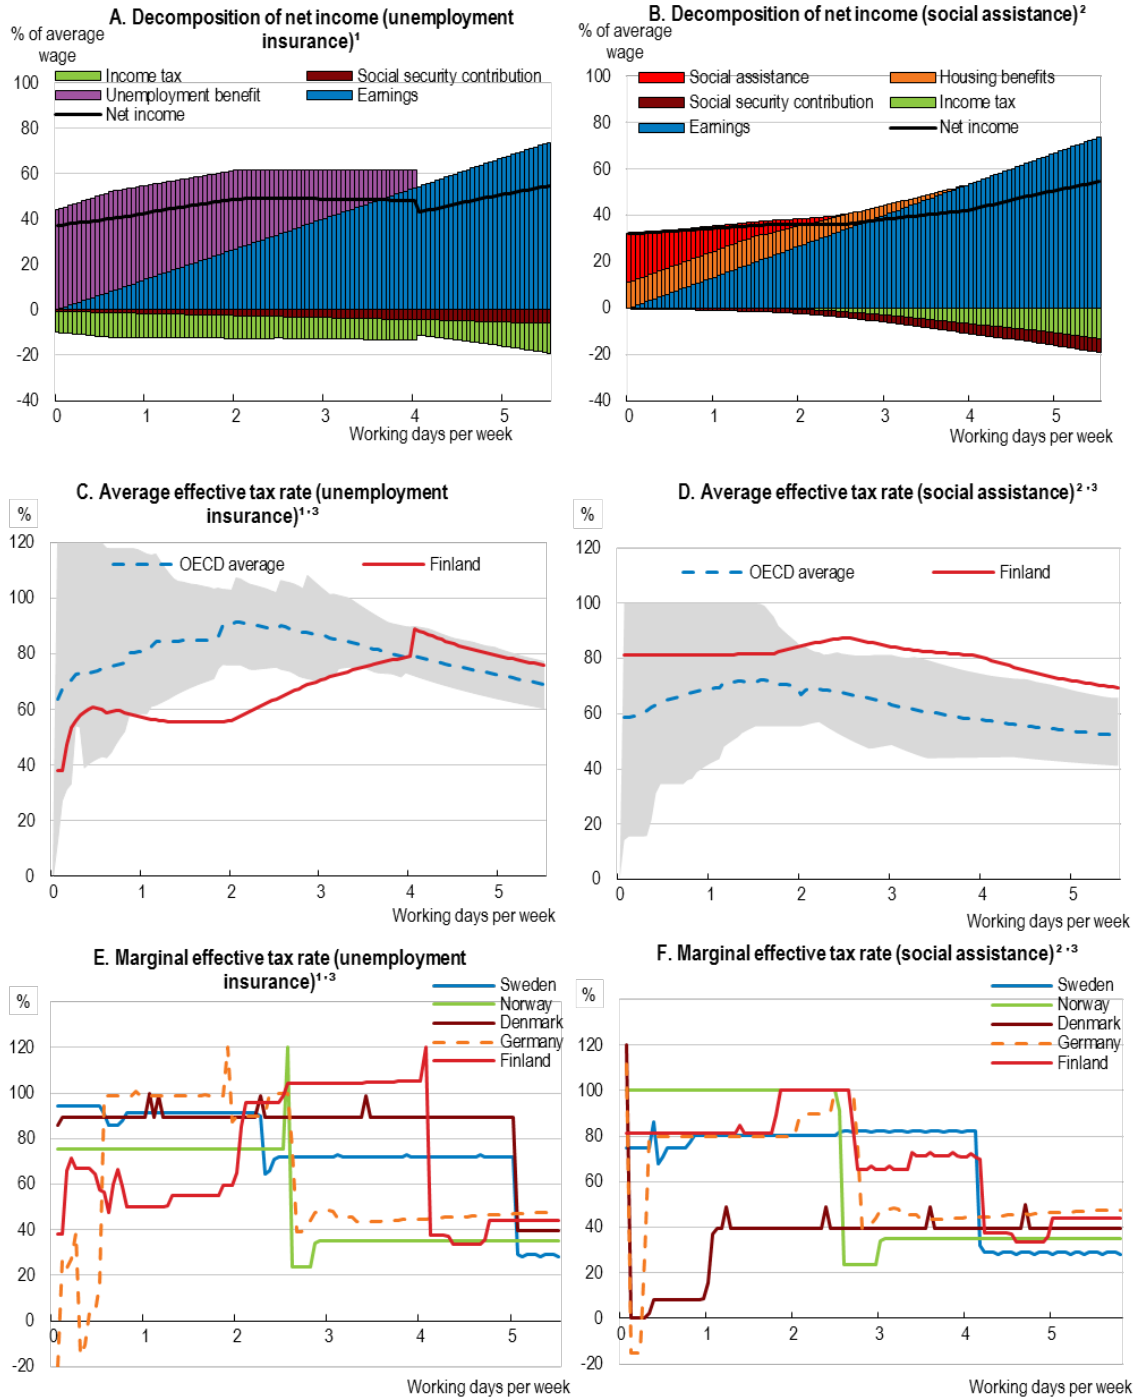 A. Decomposition of net income (unemployment
insurance)¹
% of average
wage
Income tax
Social security contribution
Unemployment benefit
Earnings
Net income
100
80
60
40
20
0
-20
-40
0 1 2 3 4 5
Working days per week
B. Decomposition of net income (social assistance)²
% of average
wage
Social assistance
Housing benefits
Social security contribution
Income tax
Earnings
Net income
100
80
60
40
20
0
-20
-40
0 1 2 3 4 5
Working days per week
C. Average effective tax rate (unemployment
insurance)¹·³
%
OECD average
Finland
120
100
80
60
40
20
0
0 1 2 3 4 5
Working days per week
D. Average effective tax rate (social assistance)²·³
%
OECD average
Finland
120
100
80
60
40
20
0
0 1 2 3 4 5
Working days per week
E. Marginal effective tax rate (unemployment
insurance)¹·³
%
Sweden
Norway
Denmark
Germany
Finland
120
100
80
60
40
20
0
-20
0 1 2 3 4 5
Working days per week
F. Marginal effective tax rate (social assistance)²·³
%
Sweden
Norway
Denmark
Germany
Finland
120
100
80
60
40
20
0
-20
0 1 2 3 4 5
Working days per week